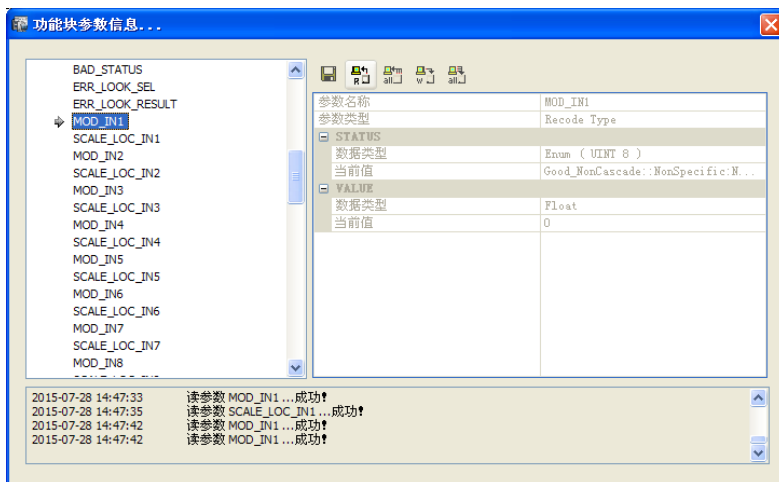 功能块参数信息...
BAD_STATUS
ERR_LOOK_SEL
ERR_LOOK_RESULT
MOD_IN1
SCALE_LOC_IN1
MOD_IN2
SCALE_LOC_IN2
MOD_IN3
SCALE_LOC_IN3
MOD_IN4
SCALE_LOC_IN4
MOD_IN5
SCALE_LOC_IN5
MOD_IN6
SCALE_LOC_IN6
MOD_IN7
SCALE_LOC_IN7
MOD_IN8
R all w all
参数名称 MOD_IN1
参数类型 Recode Type
STATUS
数据类型 Enum ( UINT 8 )
当前值 Good_NonCascade::NonSpecific:N...
VALUE
数据类型 Float
当前值 0
2015-07-28 14:47:33 读参数 MOD_IN1 ...成功!
2015-07-28 14:47:35 读参数 SCALE_LOC_IN1 ...成功!
2015-07-28 14:47:42 读参数 MOD_IN1 ...成功!
2015-07-28 14:47:42 读参数 MOD_IN1 ...成功!